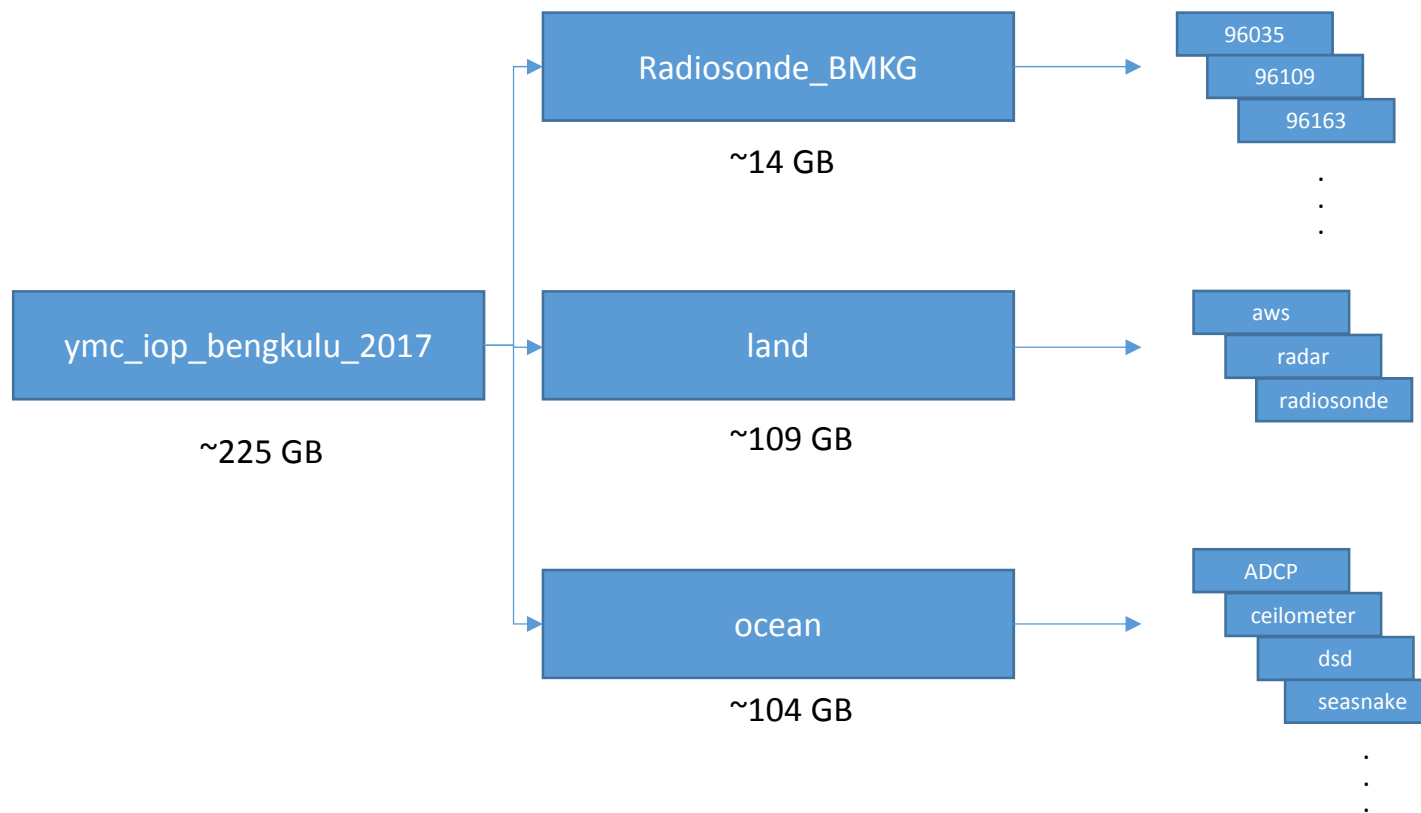 Radiosonde_BMKG
~14 GB
96035
96109
96163
.
.
.
ymc_iop_bengkulu_2017
~225 GB
land
~109 GB
aws
radar
radiosonde
ocean
~104 GB
ADCP
ceilometer
dsd
seasnake
.
.
.